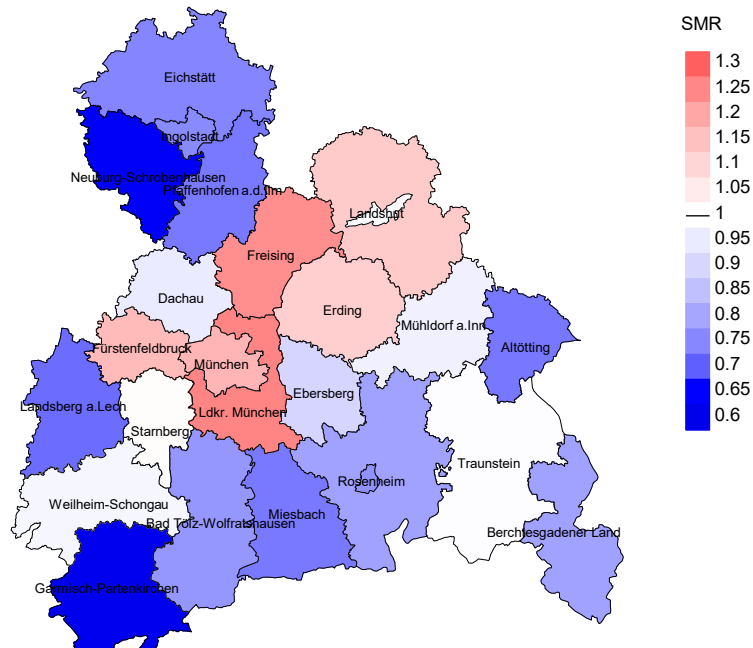 SMR
1.3
1.25
1.2
1.15
1.1
1.05
1
0.95
0.9
0.85
0.8
0.75
0.7
0.65
0.6
Eichstätt
Ingolstadt
Neuburg-Schrobenhausen
Pfaffenhofen a.d.Ilm
Landshut
Freising
Dachau
Erding
Mühldorf a.Inn
Altötting
Fürstenfeldbruck
München
Ebersberg
Landsberg a.Lech
Ldkr. München
Starnberg
Traunstein
Rosenheim
Weilheim-Schongau
Miesbach
Bad Tölz-Wolfratshausen
Berchtesgadener Land
Garmisch-Partenkirchen